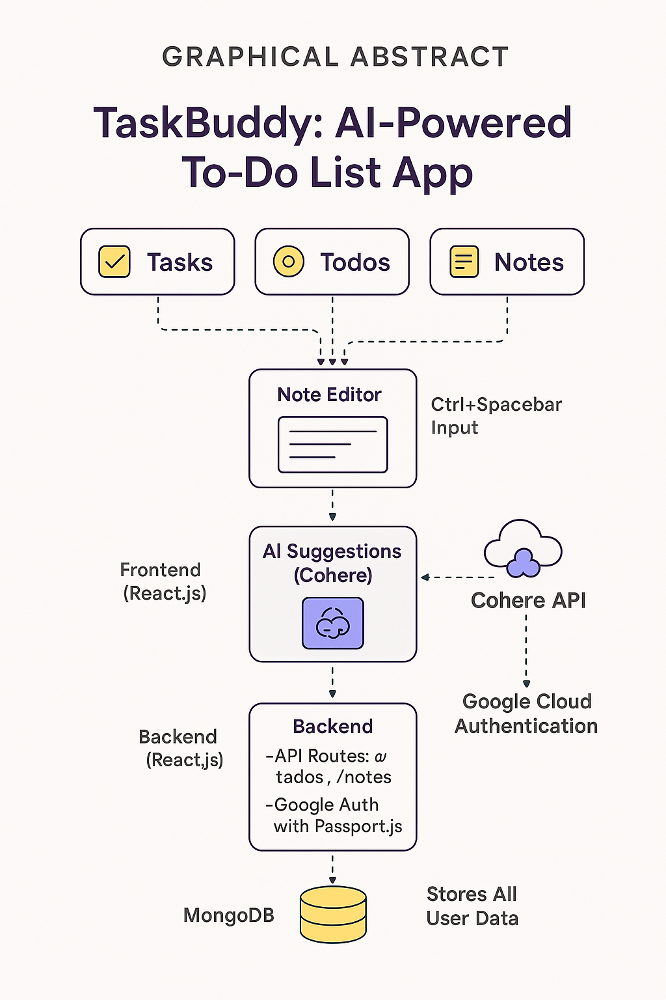 GRAPHICAL ABSTRACT
TaskBuddy: AI-Powered
To-Do List App
Tasks
Todos
Notes
Note Editor
Ctrl+Spacebar
Input
AI Suggestions
(Cohere)
Frontend
(React.js)
Cohere API
Google Cloud
Authentication
Backend
(React,js)
Backend
-API Routes:
tados , /notes
-Google Auth
with Passport.js
MongoDB
Stores All
User Data